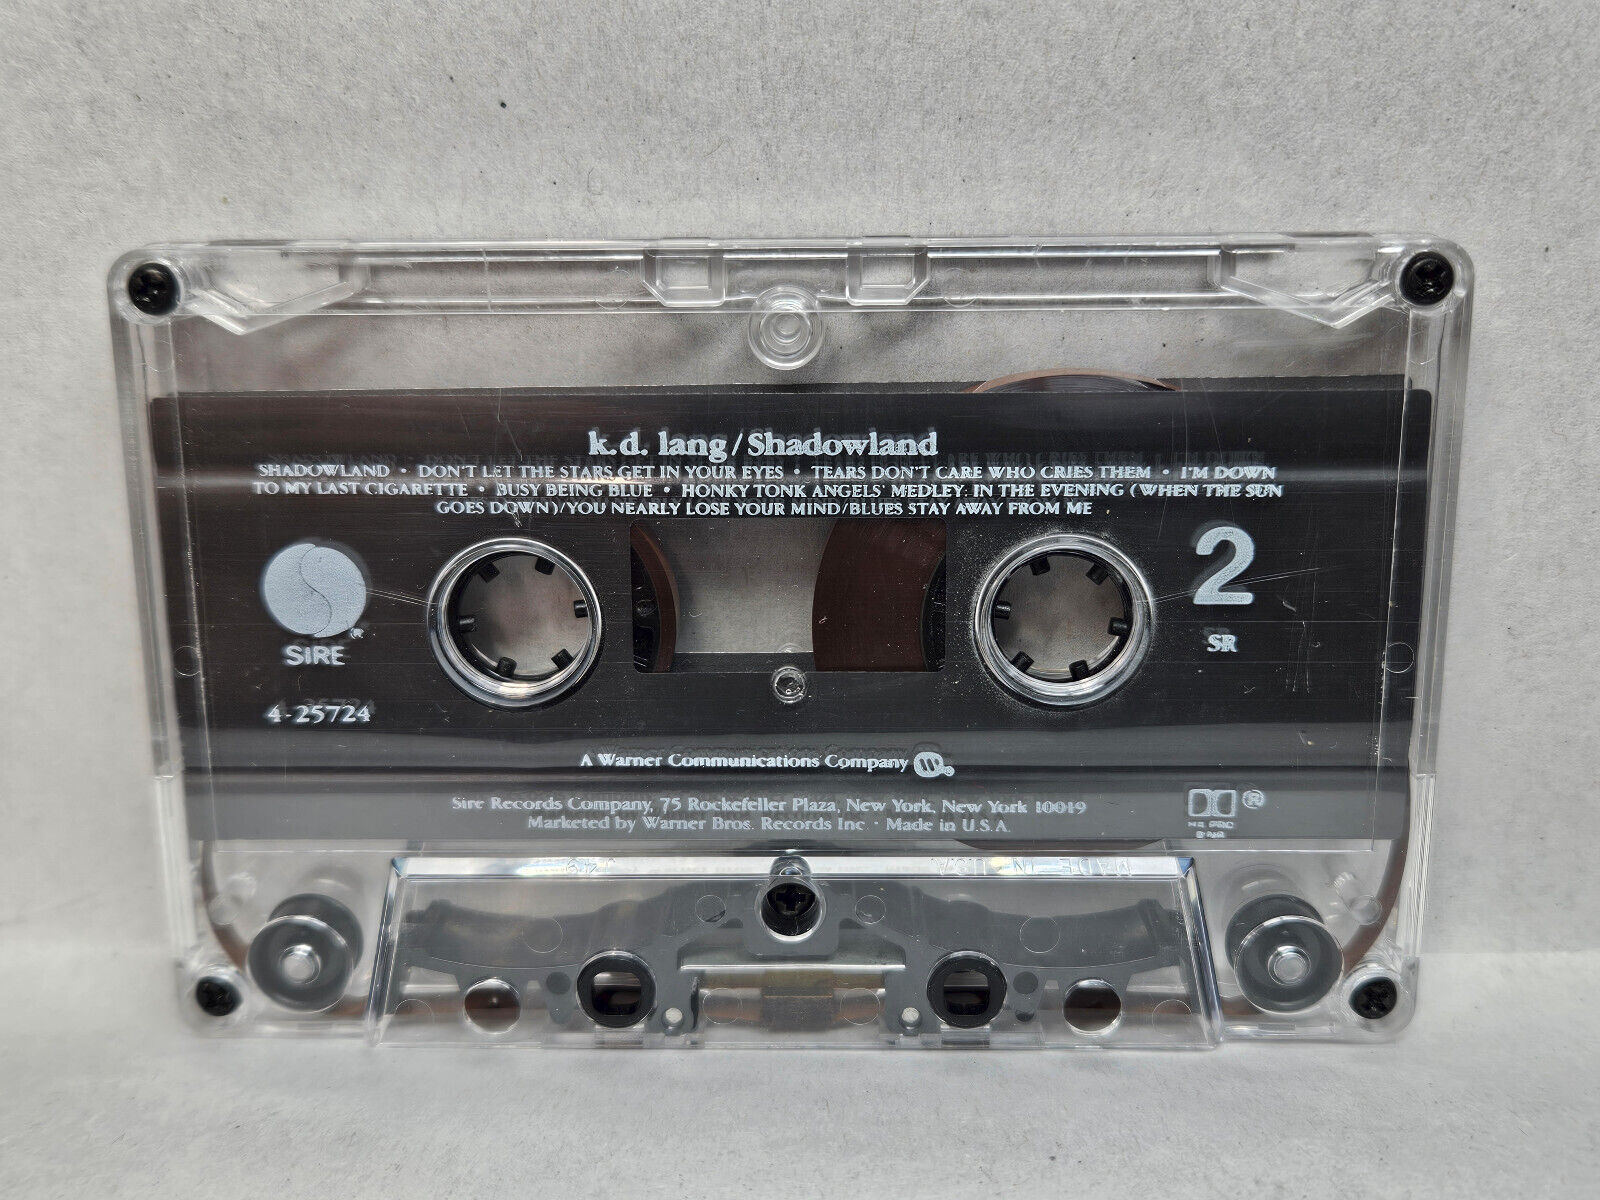 k.d. lang/Shadowland
SHADOWLAND • DON'T LET THE STARS GET IN YOUR EYES • TEARS DON'T CARE WHO CRIES THEM • I'M DOWN
TO MY LAST CIGARETTE • BUSY BEING BLUE • HONKY TONK ANGELS' MEDLEY: IN THE EVENING (WHEN THE SUN
GOES DOWN)/YOU NEARLY LOSE YOUR MIND/BLUES STAY AWAY FROM ME
2
SIRE
®
SR
4-25724
A Warner Communications Company
®
Sire Records Company, 75 Rockefeller Plaza, New York, New York 10019
Marketed by Warner Bros. Records Inc · Made in U.S.A.
®
MADE IN U.S.A.